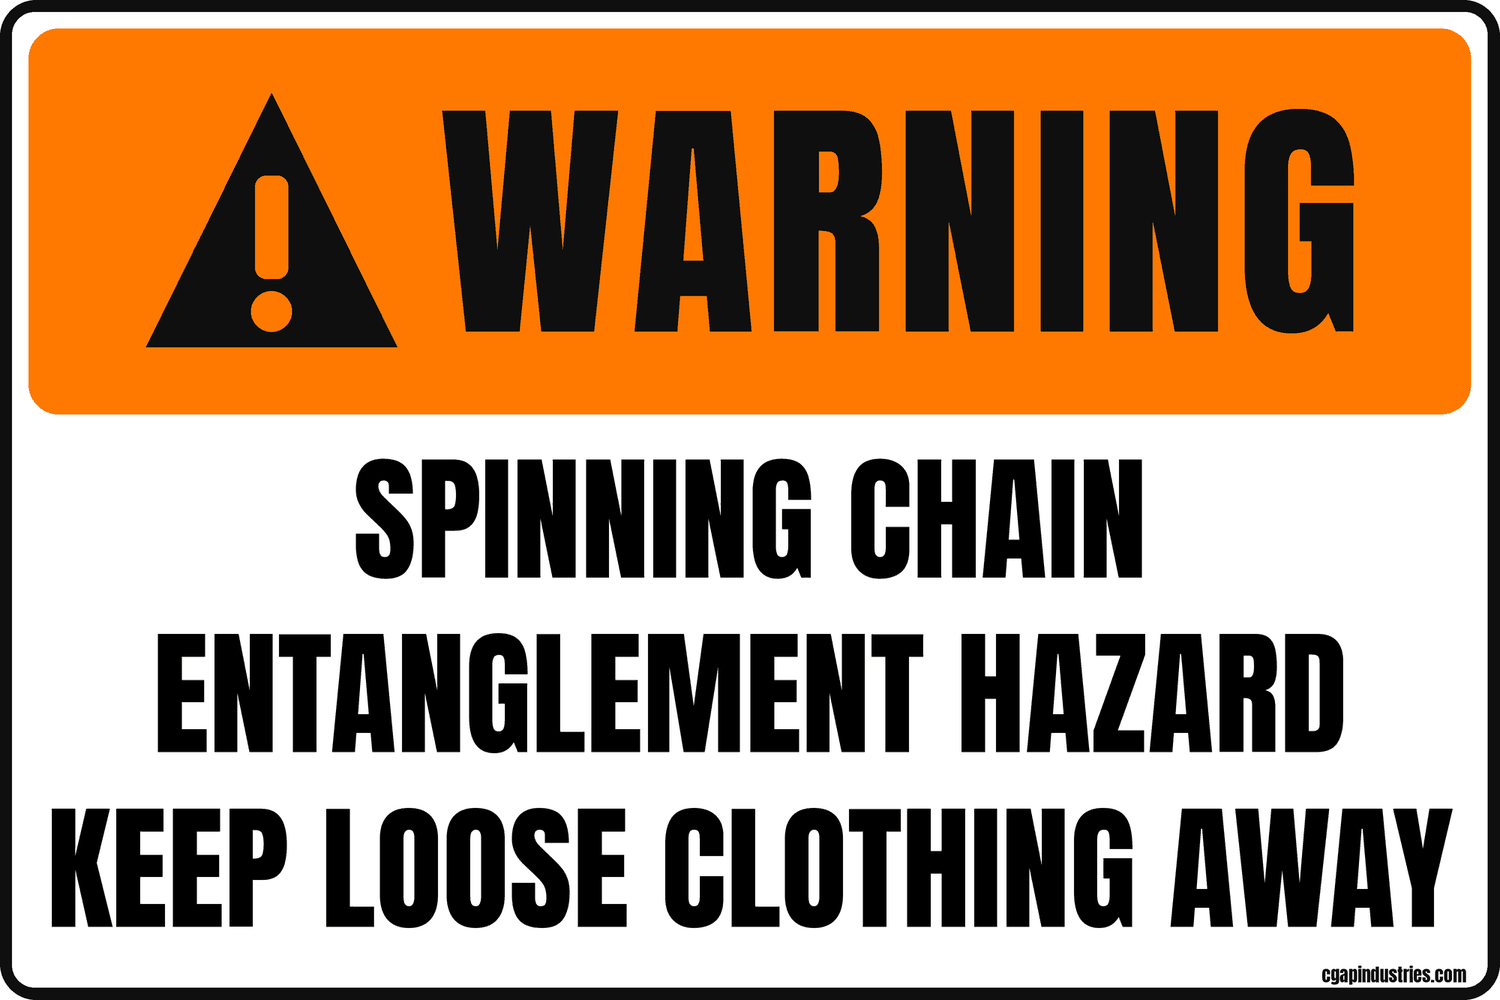 WARNING
SPINNING CHAIN
ENTANGLEMENT HAZARD
KEEP LOOSE CLOTHING AWAY
cgapindustries.com